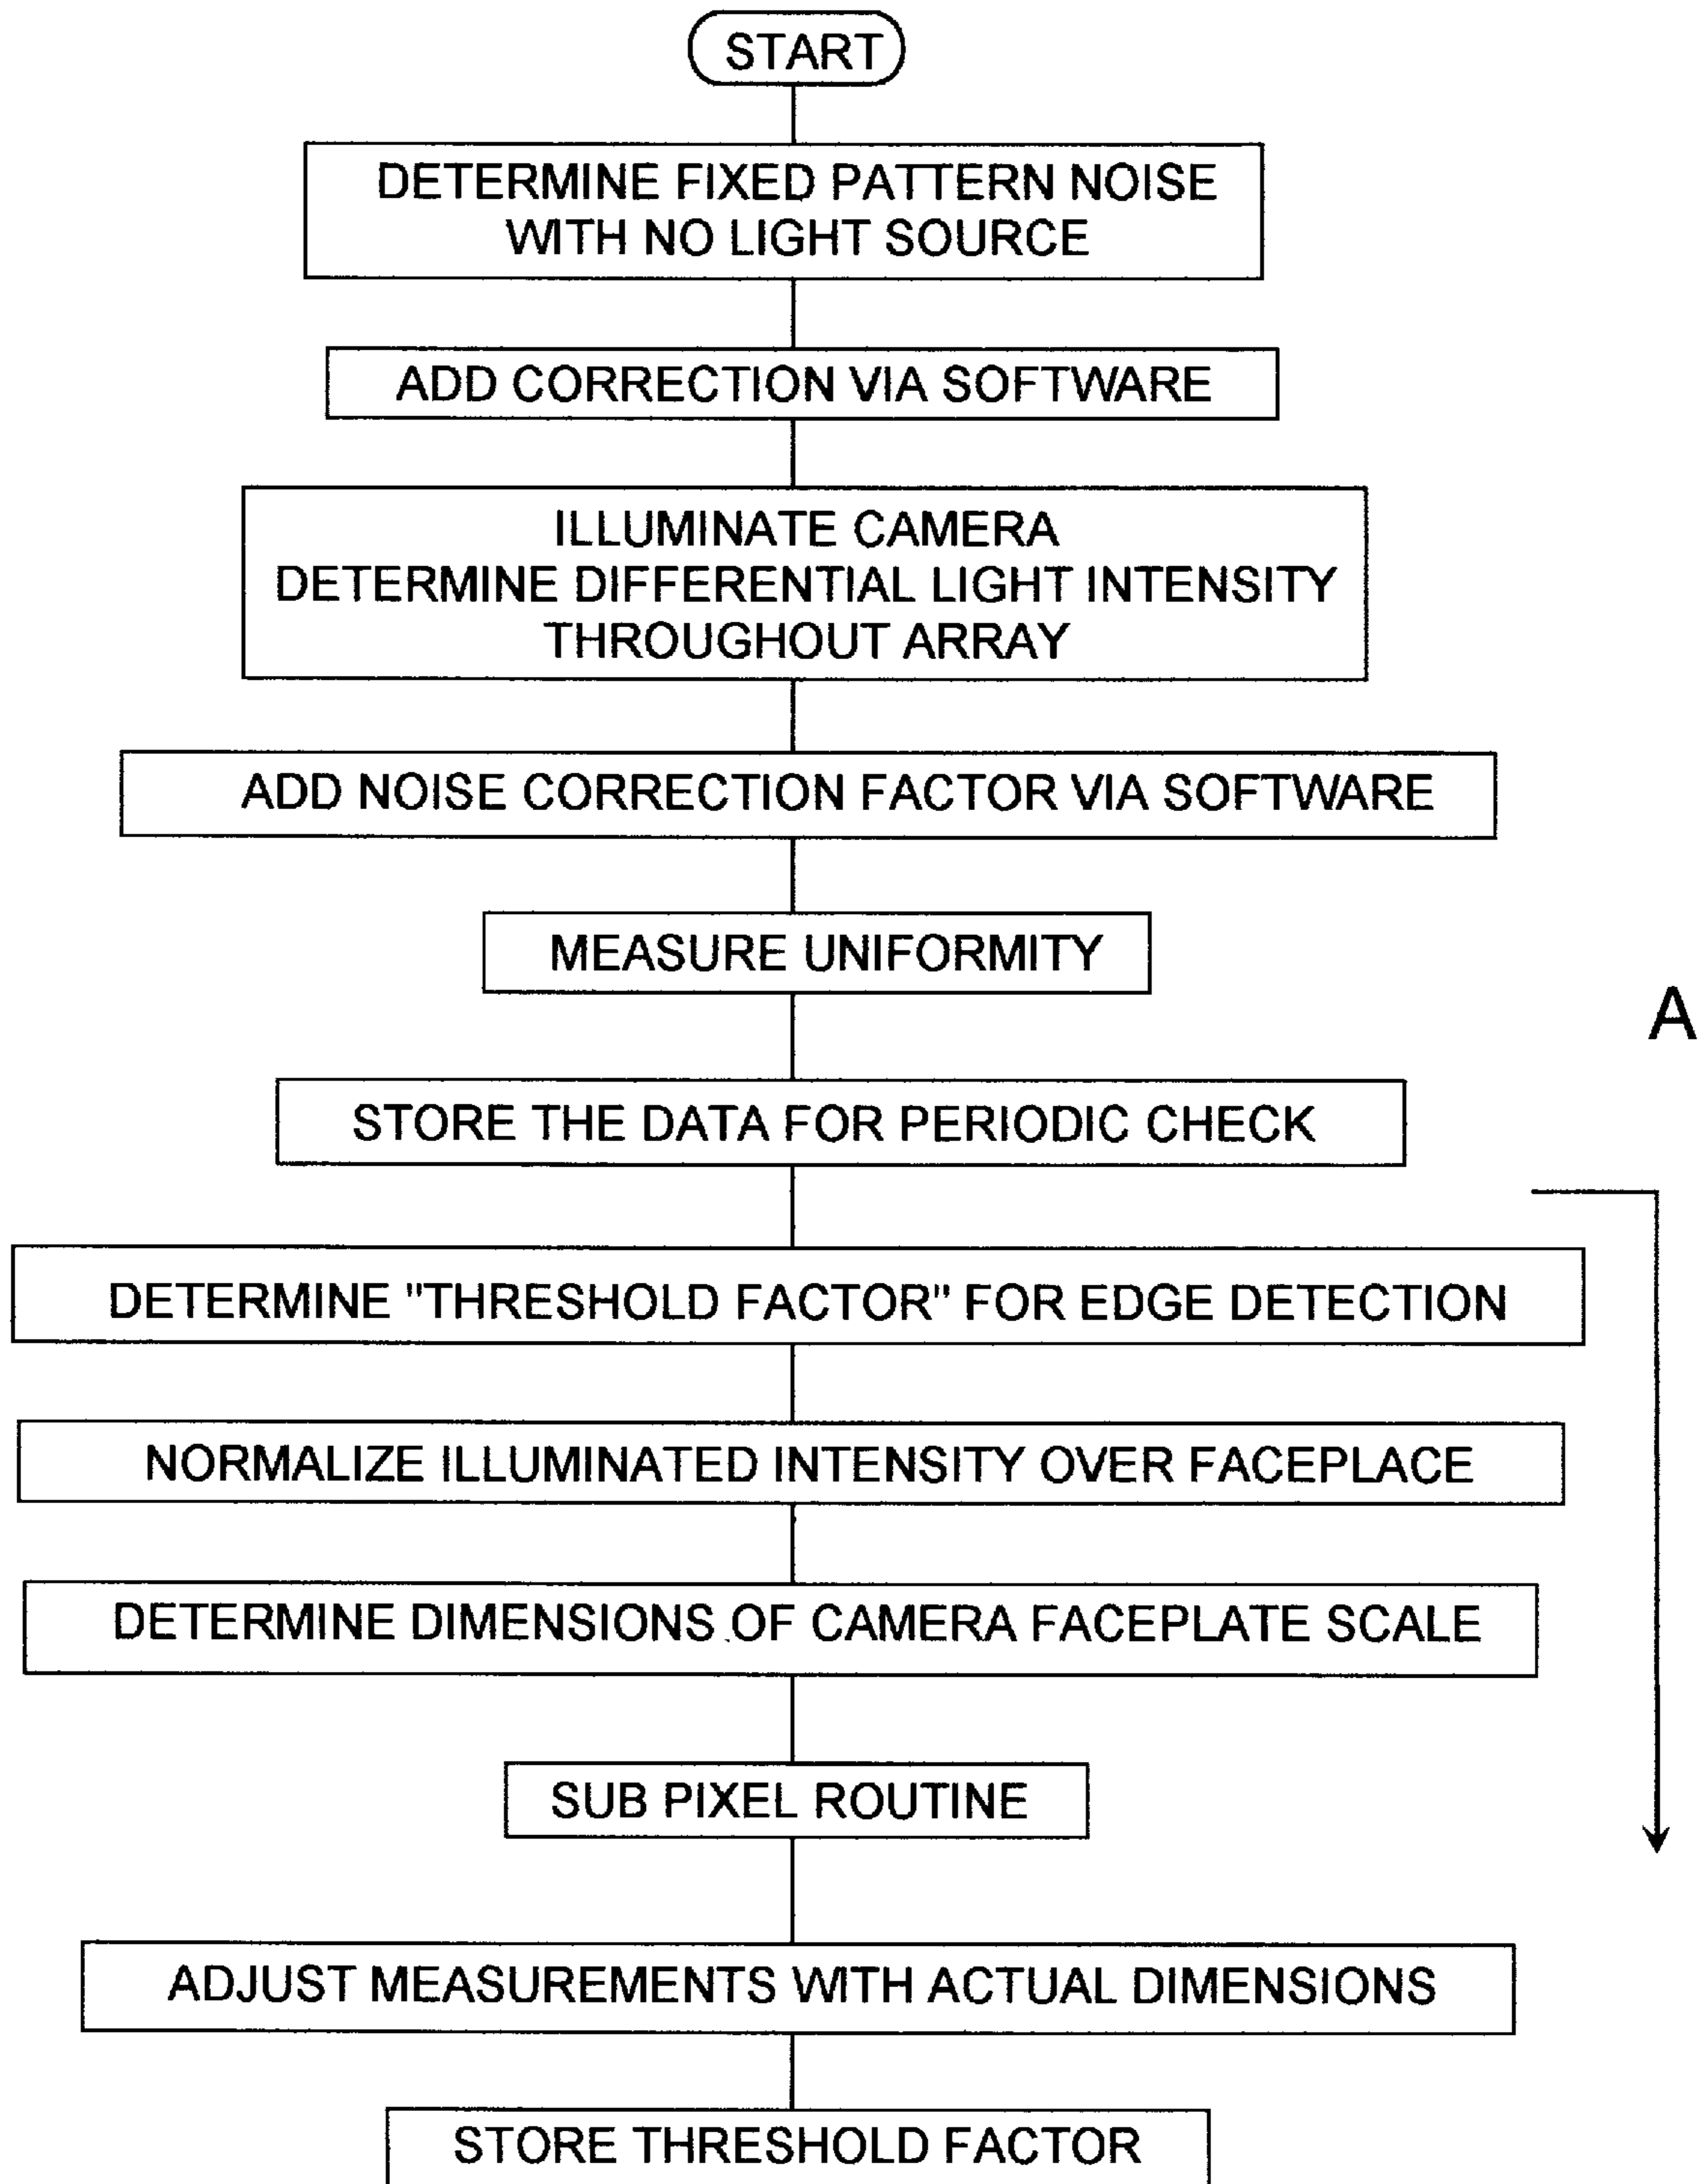 START
DETERMINE FIXED PATTERN NOISE
WITH NO LIGHT SOURCE
ADD CORRECTION VIA SOFTWARE
ILLUMINATE CAMERA
DETERMINE DIFFERENTIAL LIGHT INTENSITY
THROUGHOUT ARRAY
ADD NOISE CORRECTION FACTOR VIA SOFTWARE
MEASURE UNIFORMITY
A
STORE THE DATA FOR PERIODIC CHECK
DETERMINE "THRESHOLD FACTOR" FOR EDGE DETECTION
NORMALIZE ILLUMINATED INTENSITY OVER FACEPLACE
DETERMINE DIMENSIONS OF CAMERA FACEPLATE SCALE
SUB PIXEL ROUTINE
ADJUST MEASUREMENTS WITH ACTUAL DIMENSIONS
STORE THRESHOLD FACTOR